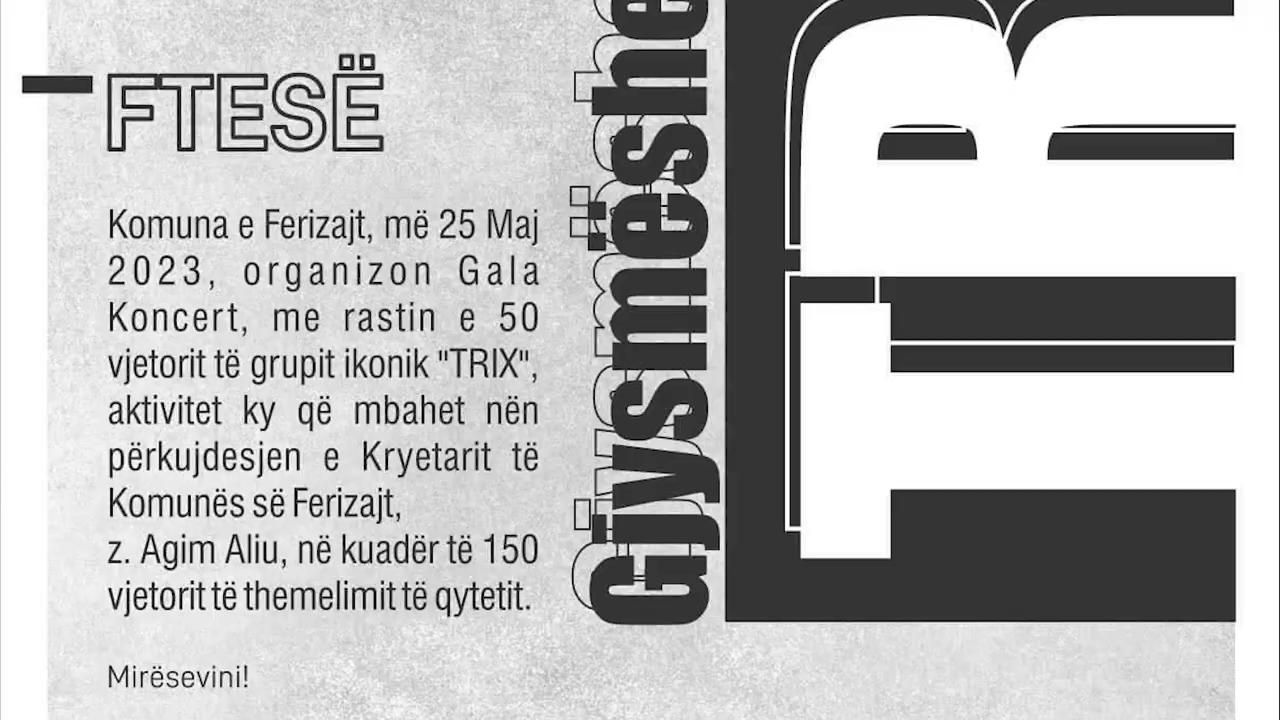 FTESË
Komuna e Ferizajt, më 25 Maj
2023, organizon Gala
Koncert, me rastin e 50
vjetorit të grupit ikonik "TRIX",
aktivitet ky që mbahet nën
përkujdesjen e Kryetarit të
Komunës së Ferizajt,
z. Agim Aliu, në kuadër të 150
vjetorit të themelimit të qytetit.
Mirësevini!
Gjysmëshe
TR